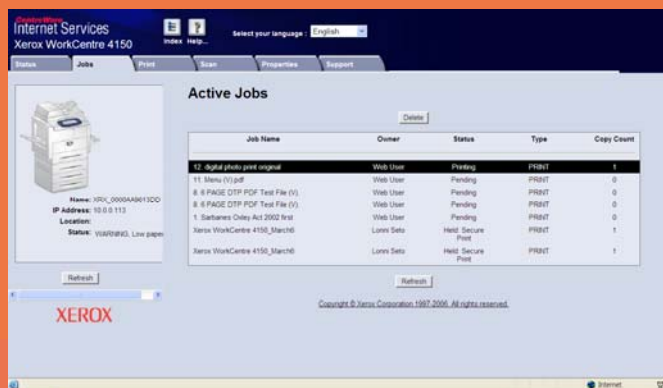 CentreWare
Internet Services
Xerox WorkCentre 4150
Index Help...
Select your language : English
Status Jobs Print Scan Properties Support
Active Jobs
Delete
Job Name Owner Status Type Copy Count
12. digital photo print original Web User Printing PRINT 1
11. Menu (V).pdf Web User Pending PRINT 0
8. 6 PAGE DTP PDF Test File (V). Web User Pending PRINT 0
8. 6 PAGE DTP PDF Test File (V). Web User Pending PRINT 0
1. Sarbanes Oxley Act 2002 first Web User Pending PRINT 0
Xerox WorkCentre 4150_March6 Lonni Seto Held: Secure Print PRINT 1
Xerox WorkCentre 4150_March6 Lonni Seto Held: Secure Print PRINT 1
Name:
IP Address: 10.0.0.113
Location:
Status: WARNING, Low paper
Refresh
Refresh
XEROX
Copyright © Xerox Corporation 1997-2006. All rights reserved.
Internet